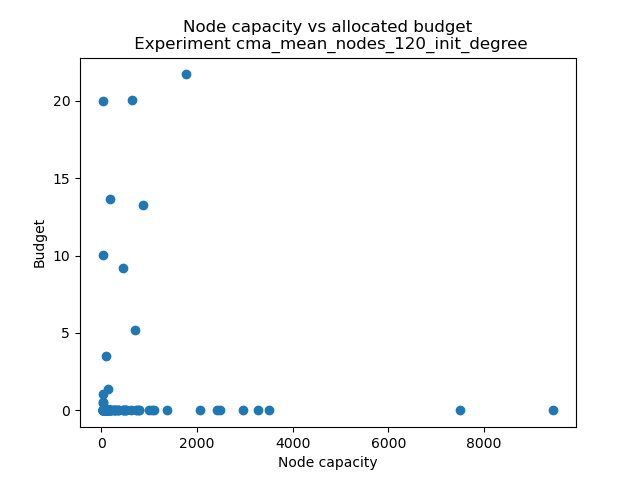 Node capacity vs allocated budget
Experiment cma_mean_nodes_120_init_degree
20
15
10
5
0
Budget
0
2000
4000
6000
8000
Node capacity